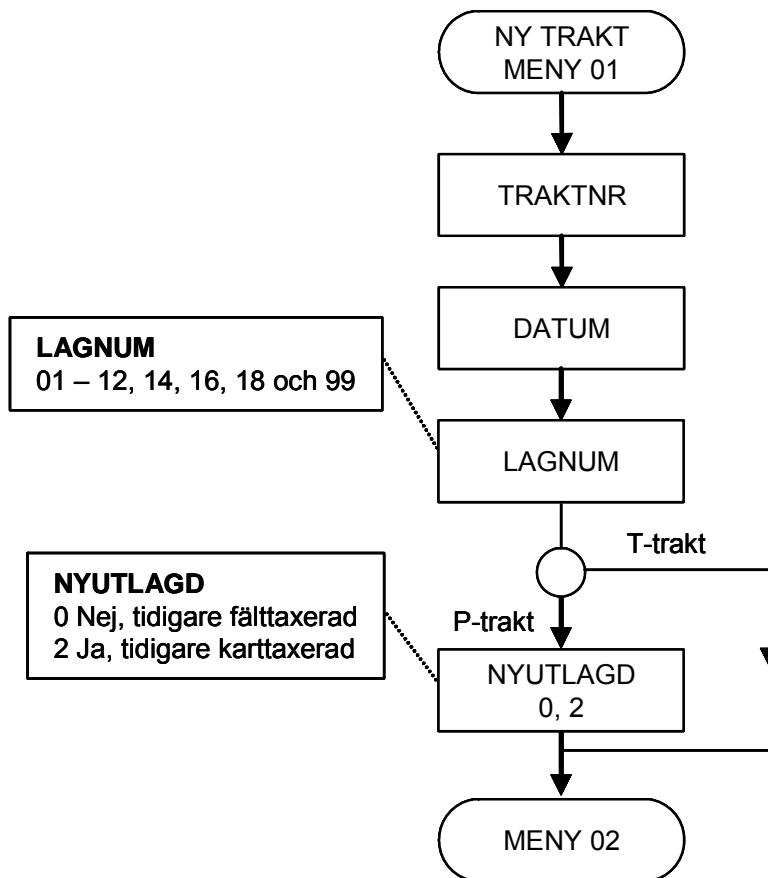 NY TRAKT
MENY 01
TRAKTNR
DATUM
LAGNUM
01 – 12, 14, 16, 18 och 99
LAGNUM
T-trakt
NYUTLAGD
0 Nej, tidigare fälttaxerad
2 Ja, tidigare karttaxerad
P-trakt
NYUTLAGD
0, 2
MENY 02